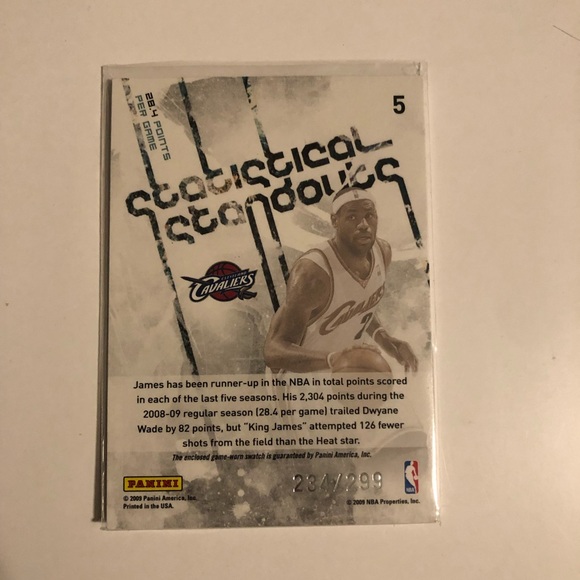 5
28.4 POINTS
PER GAME
statistical
standouts
CAVALIERS
CAVALIERS
2
James has been runner-up in the NBA in total points scored
in each of the last five seasons. His 2,304 points during the
2008-09 regular season (28.4 per game) trailed Dwyane
Wade by 82 points, but "King James" attempted 126 fewer
shots from the field than the Heat star.
The enclosed game-worn swatch is guaranteed by Panini America, Inc.
PANINI
© 2009 Panini America, Inc.
Printed in the USA.
/299
NBA
© 2009 NBA Properties, Inc.